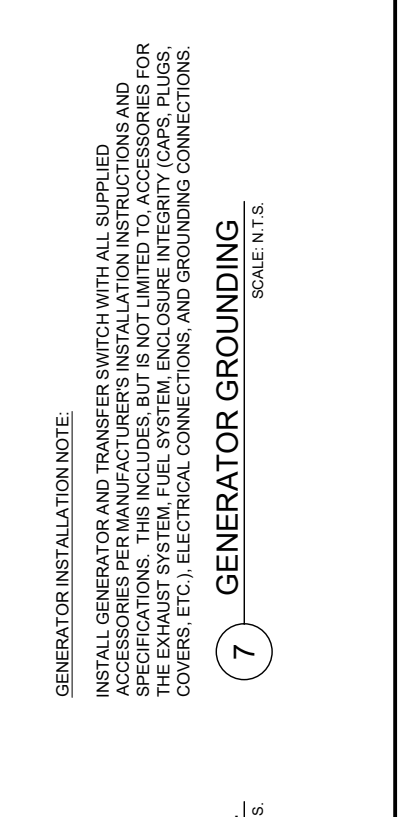 GENERATOR INSTALLATION NOTE:
INSTALL GENERATOR AND TRANSFER SWITCH WITH ALL SUPPLIED
ACCESSORIES PER MANUFACTURER'S INSTALLATION INSTRUCTIONS AND
SPECIFICATIONS. THIS INCLUDES, BUT IS NOT LIMITED TO, ACCESSORIES FOR
THE EXHAUST SYSTEM, FUEL SYSTEM, ENCLOSURE INTEGRITY (CAPS, PLUGS,
COVERS, ETC.), ELECTRICAL CONNECTIONS, AND GROUNDING CONNECTIONS.
7 GENERATOR GROUNDING
SCALE: N.T.S.